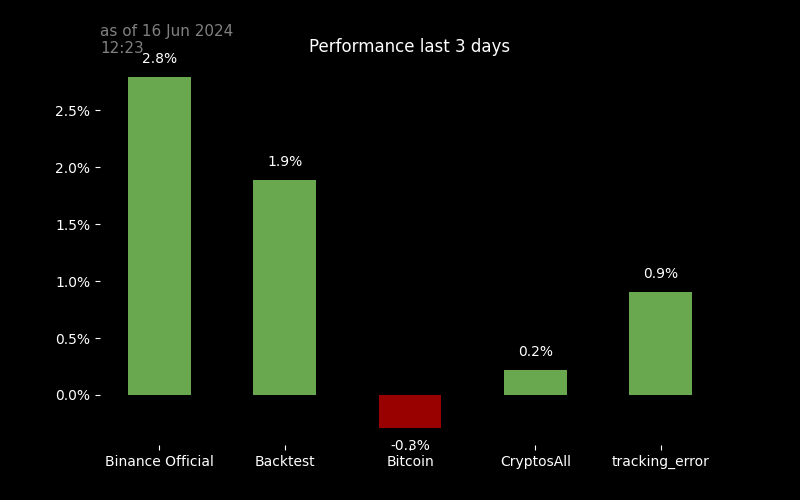 as of 16 Jun 2024
12:23
Performance last 3 days
2.8%
2.5%
2.0%
1.9%
1.5%
1.0%
0.9%
0.5%
0.2%
0.0%
-0.3%
Binance Official
Backtest
Bitcoin
CryptosAll
tracking_error